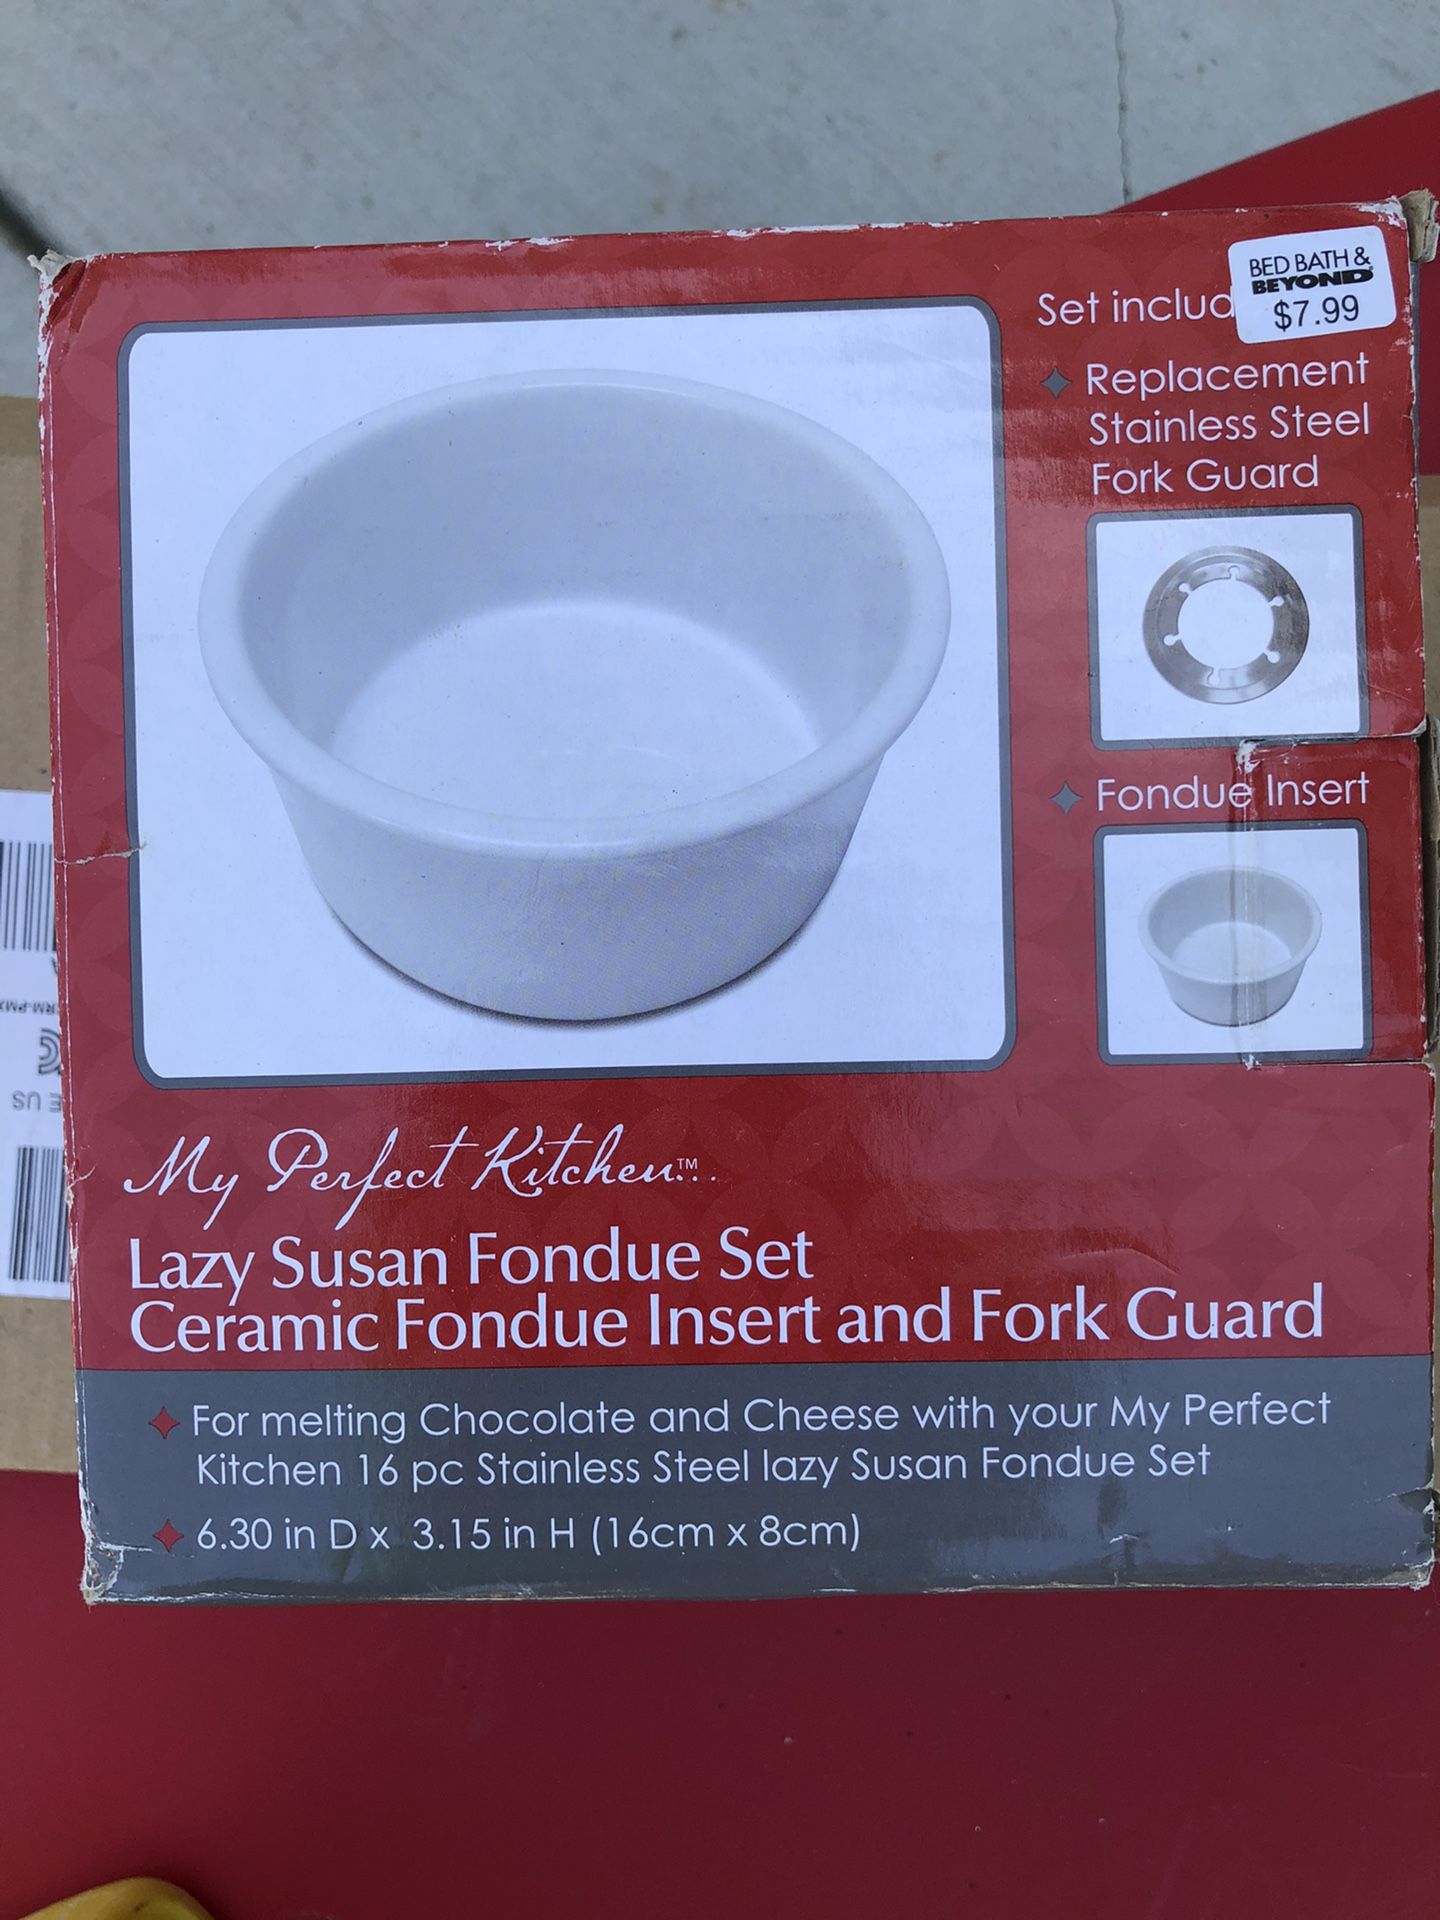 BED BATH &
BEYOND
$7.99
Set includ
Replacement
Stainless Steel
Fork Guard
Fondue Insert
My Perfect Kitchen™...
Lazy Susan Fondue Set
Ceramic Fondue Insert and Fork Guard
For melting Chocolate and Cheese with your My Perfect
Kitchen 16 pc Stainless Steel lazy Susan Fondue Set
6.30 in D x 3.15 in H (16cm x 8cm)
US